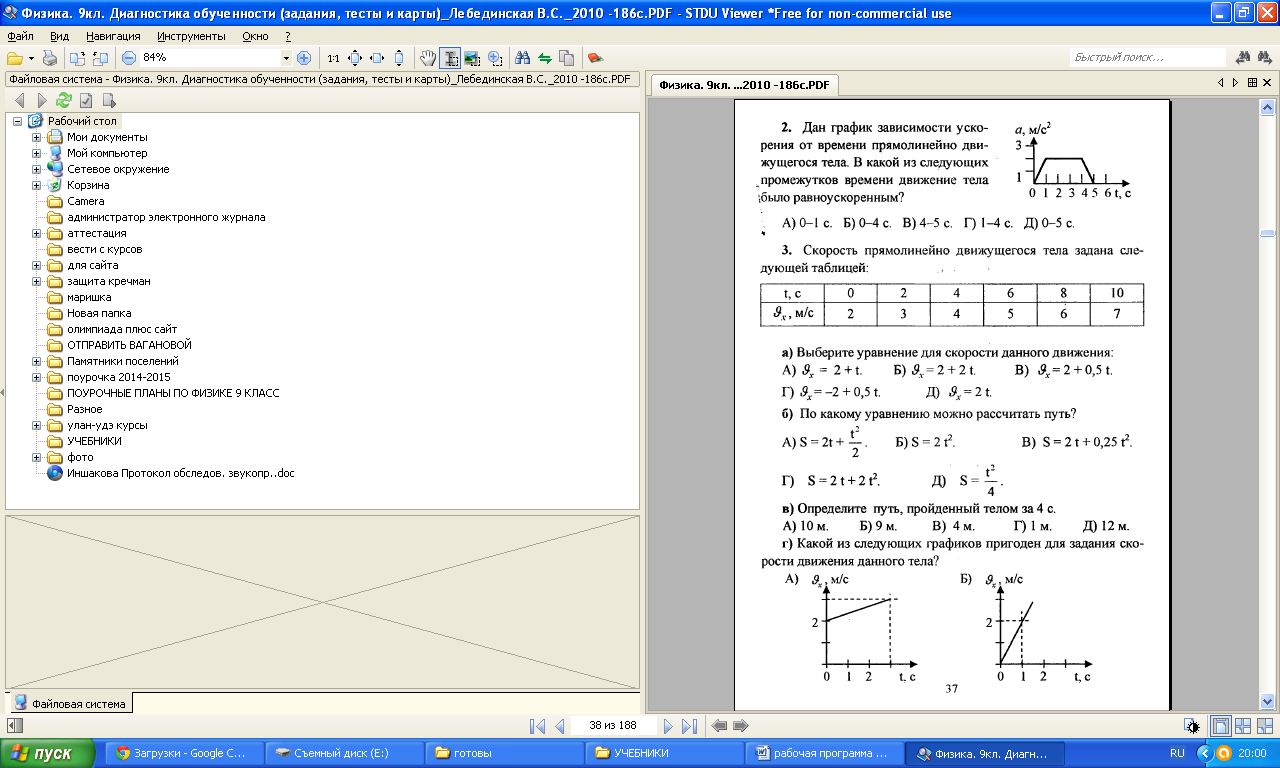 Физика. 9кл. Диагностика обученности (задания, тесты и карты)_Лебединская В.С._2010 -186с.PDF - STDU Viewer *Free for non-commercial use
Файл Вид Навигация Инструменты Окно ?
84% 1:1 Быстрый поиск...
Файловая система - Физика. 9кл. Диагностика обученности (задания, тесты и карты)_Лебединская В.С._2010 -186с.PDF
Физика. 9кл. ...2010 -186с.PDF
Рабочий стол
Мои документы
Мой компьютер
Сетевое окружение
Корзина
Camera
администратор электронного журнала
аттестация
вести с курсов
для сайта
защита кречман
маришка
Новая папка
олимпиада плюс сайт
ОТПРАВИТЬ ВАГАНОВОЙ
Памятники поселений
поурочка 2014-2015
ПОУРОЧНЫЕ ПЛАНЫ ПО ФИЗИКЕ 9 КЛАСС
Разное
улан-удэ курсы
УЧЕБНИКИ
фото
Иншакова Протокол обследов. звукопр..doc
Файловая система
2. Дан график зависимости уско-
рения от времени прямолинейно дви-
жущегося тела. В какой из следующих
промежутков времени движение тела
было равноускоренным?
a, м/с²
3
1
0 1 2 3 4 5 6 t, с
А) 0–1 с. Б) 0–4 с. В) 4–5 с. Г) 1–4 с. Д) 0–5 с.
3. Скорость прямолинейно движущегося тела задана сле-
дующей таблицей:
t, с 0 2 4 6 8 10
ϑₓ, м/с 2 3 4 5 6 7
а) Выберите уравнение для скорости данного движения:
А) ϑₓ = 2 + t. Б) ϑₓ = 2 + 2 t. В) ϑₓ = 2 + 0,5 t.
Г) ϑₓ = –2 + 0,5 t. Д) ϑₓ = 2 t.
б) По какому уравнению можно рассчитать путь?
А) S = 2t + t²/2. Б) S = 2 t². В) S = 2 t + 0,25 t².
Г) S = 2 t + 2 t². Д) S = t²/4.
в) Определите путь, пройденный телом за 4 с.
А) 10 м. Б) 9 м. В) 4 м. Г) 1 м. Д) 12 м.
г) Какой из следующих графиков пригоден для задания ско-
рости движения данного тела?
А) ϑₓ, м/с Б) ϑₓ, м/с
2 2
0 1 2 t, с 0 1 2 t, с
37
38 из 188
пуск Загрузки - Google C... Съемный диск (E:) готовы УЧЕБНИКИ рабочая программа ... Физика. 9кл. Диагн... RU 20:00